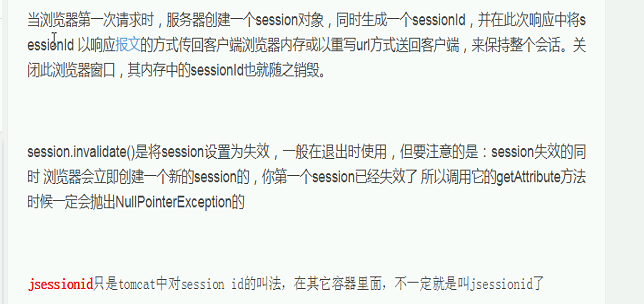 当浏览器第一次请求时，服务器创建一个session对象，同时生成一个sessionId，并在此次响应中将s
essionId 以响应报文的方式传回客户端浏览器内存或以重写url方式送回客户端，来保持整个会话。关
闭此浏览器窗口，其内存中的sessionId也就随之销毁。
session.invalidate()是将session设置为失效，一般在退出时使用，但要注意的是：session失效的同
时 浏览器会立即创建一个新的session的，你第一个session已经失效了 所以调用它的getAttribute方法
时候一定会抛出NullPointerException的
jsessionid只是tomcat中对session id的叫法，在其它容器里面，不一定就是叫jsessionid了